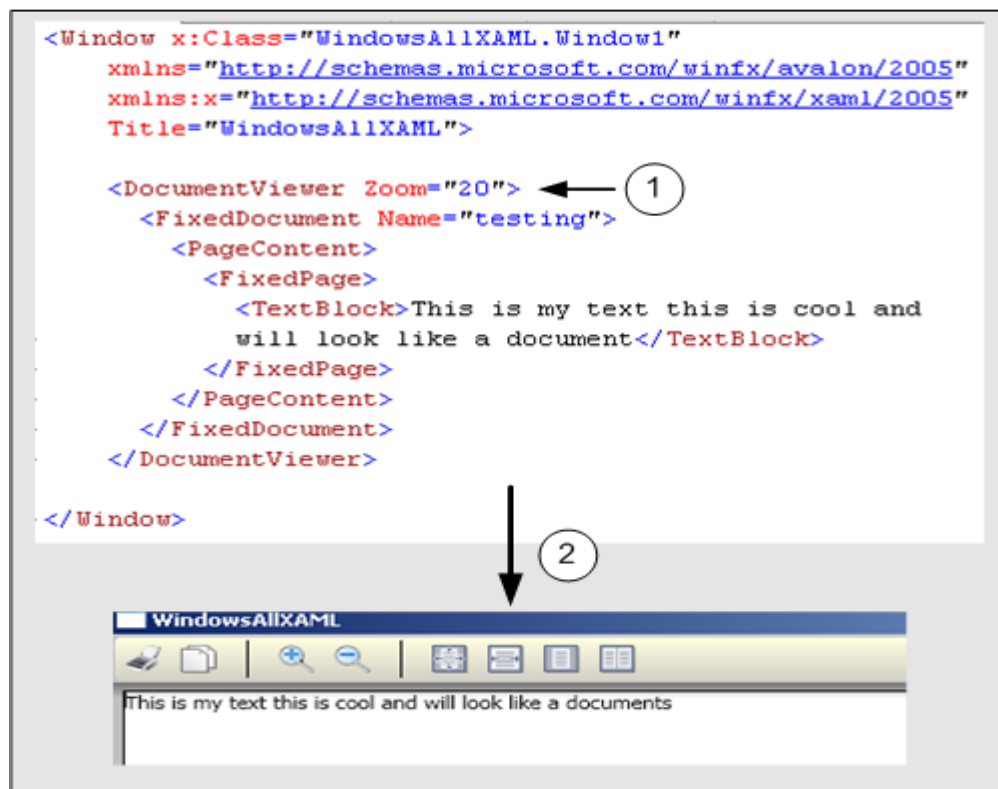 <Window x:Class="WindowsAllXAML.Window1"
xmlns="http://schemas.microsoft.com/winfx/avalon/2005"
xmlns:x="http://schemas.microsoft.com/winfx/xaml/2005"
Title="WindowsAllXAML">
<DocumentViewer Zoom="20"> 1
<FixedDocument Name="testing">
<PageContent>
<FixedPage>
<TextBlock>This is my text this is cool and
will look like a document</TextBlock>
</FixedPage>
</PageContent>
</FixedDocument>
</DocumentViewer>
</Window>
2
WindowsAllXAML
This is my text this is cool and will look like a documents